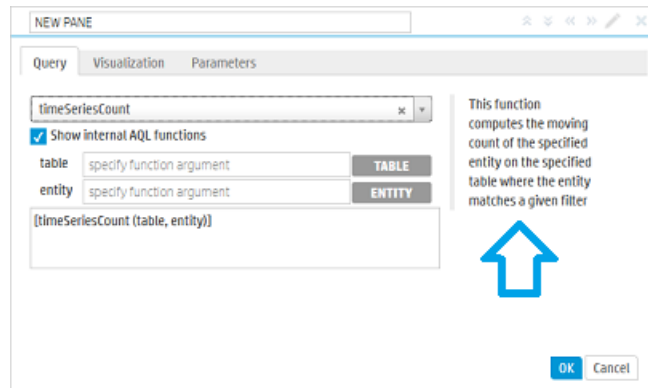 NEW PANE
Query Visualization Parameters
timeSeriesCount
Show internal AQL functions
table specify function argument TABLE
entity specify function argument ENTITY
[timeSeriesCount (table, entity)]
This function
computes the moving
count of the specified
entity on the specified
table where the entity
matches a given filter
OK Cancel